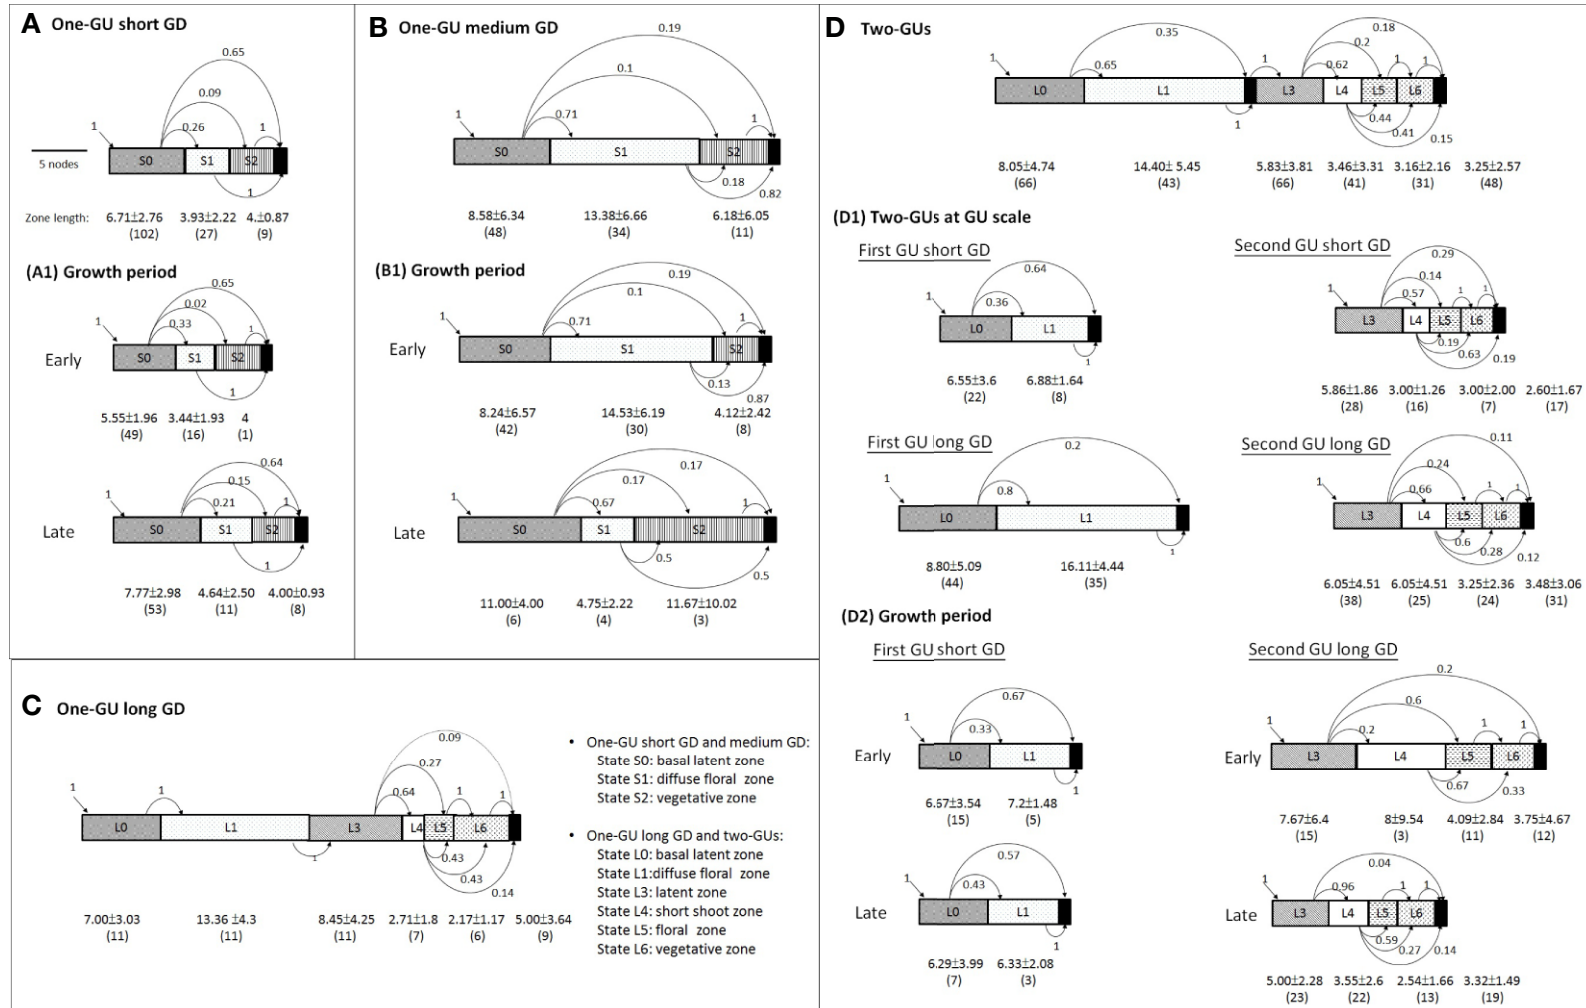 A One-GU short GD
0.65
0.09
1 0.26 1
S0 S1 S2
5 nodes
1
Zone length: 6.71±2.76 3.93±2.22 4.±0.87
(102) (27) (9)
(A1) Growth period
0.65
0.02
1 0.33 1
Early S0 S1 S2
1
5.55±1.96 3.44±1.93 4
(49) (16) (1)
0.64
0.15
1 0.21 1
Late S0 S1 S2
1
7.77±2.98 4.64±2.50 4.00±0.93
(53) (11) (8)
B One-GU medium GD
0.19
0.1
1 0.71 1
S0 S1 S2
0.18
0.82
8.58±6.34 13.38±6.66 6.18±6.05
(48) (34) (11)
(B1) Growth period
0.19
0.1
1 0.71 1
Early S0 S1 S2
0.13
0.87
8.24±6.57 14.53±6.19 4.12±2.42
(42) (30) (8)
0.17
0.17
1 0.67 1
Late S0 S1 S2
0.5
0.5
11.00±4.00 4.75±2.22 11.67±10.02
(6) (4) (3)
C One-GU long GD
0.09
0.27
1 1 0.64 1 1
L0 L1 L3 L4 L5 L6
1 0.43
0.43
0.14
7.00±3.03 13.36 ±4.3 8.45±4.25 2.71±1.8 2.17±1.17 5.00±3.64
(11) (11) (11) (7) (6) (9)
• One-GU short GD and medium GD:
State S0: basal latent zone
State S1: diffuse floral zone
State S2: vegetative zone
• One-GU long GD and two-GUs:
State L0: basal latent zone
State L1:diffuse floral zone
State L3: latent zone
State L4: short shoot zone
State L5: floral zone
State L6: vegetative zone
D Two-GUs
0.35 0.18
0.2
1 0.65 1 0.62 1 1
L0 L1 L3 L4 L5 L6
1 0.44
0.41
0.15
8.05±4.74 14.40± 5.45 5.83±3.81 3.46±3.31 3.16±2.16 3.25±2.57
(66) (43) (66) (41) (31) (48)
(D1) Two-GUs at GU scale
First GU short GD
0.64
1 0.36
L0 L1
1
6.55±3.6 6.88±1.64
(22) (8)
Second GU short GD
0.29
0.14
1 0.57 1 1
L3 L4 L5 L6
0.19
0.63
0.19
5.86±1.86 3.00±1.26 3.00±2.00 2.60±1.67
(28) (16) (7) (17)
First GU long GD
0.2
1 0.8
L0 L1
1
8.80±5.09 16.11±4.44
(44) (35)
Second GU long GD
0.11
0.24
1 0.66 1 1
L3 L4 L5 L6
0.6
0.28
0.12
6.05±4.51 6.05±4.51 3.25±2.36 3.48±3.06
(38) (25) (24) (31)
(D2) Growth period
First GU short GD
0.67
1 0.33
Early L0 L1
1
6.57±3.54 7.2±1.48
(15) (5)
0.57
1 0.43
Late L0 L1
1
6.29±3.99 6.33±2.08
(7) (3)
Second GU long GD
0.2
0.6
1 0.2 1 1
Early L3 L4 L5 L6
0.67
0.33
7.67±6.4 8±9.54 4.09±2.84 3.75±4.67
(15) (3) (11) (12)
0.04
1 0.96 1 1
Late L3 L4 L5 L6
0.59
0.27
0.14
5.00±2.28 3.55±2.6 2.54±1.66 3.32±1.49
(23) (22) (13) (19)